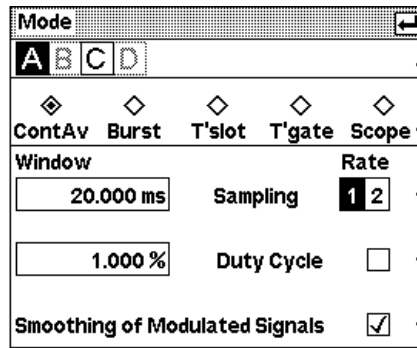 Mode
A B C D
ContAv Burst T'slot T'gate Scope
Window Rate
20.000 ms Sampling 1 2
1.000 % Duty Cycle
Smoothing of Modulated Signals